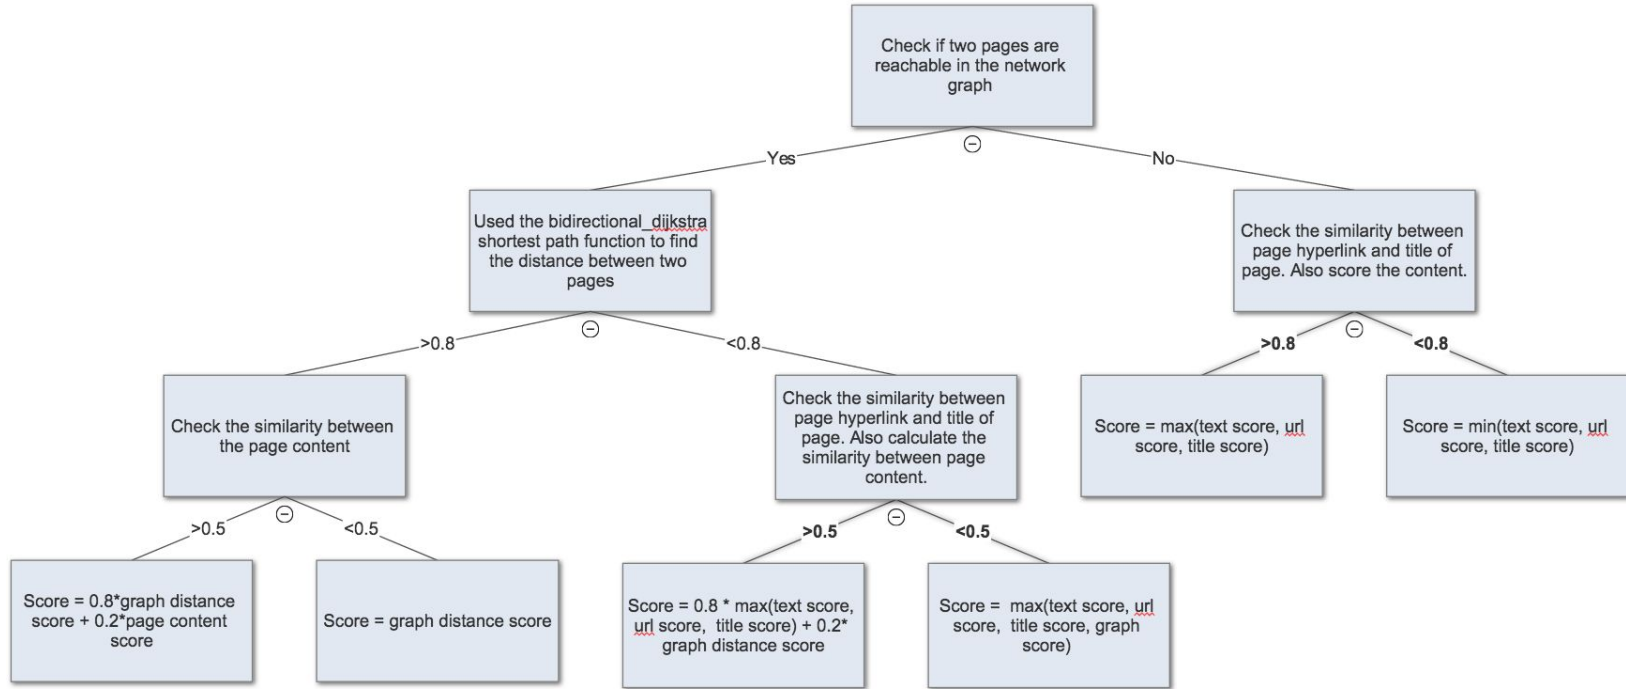 Check if two pages are
reachable in the network
graph
Yes
No
Used the bidirectional_dijkstra
shortest path function to find
the distance between two
pages
Check the similarity between
page hyperlink and title of
page. Also score the content.
>0.8
<0.8
>0.8
<0.8
Check the similarity between
the page content
Check the similarity between
page hyperlink and title of
page. Also calculate the
similarity between page
content.
Score = max(text score, url
score, title score)
Score = min(text score, url
score, title score)
>0.5
<0.5
>0.5
<0.5
Score = 0.8*graph distance
score + 0.2*page content
score
Score = graph distance score
Score = 0.8 * max(text score,
url score,  title score) + 0.2*
graph distance score
Score =  max(text score, url
score,  title score, graph
score)